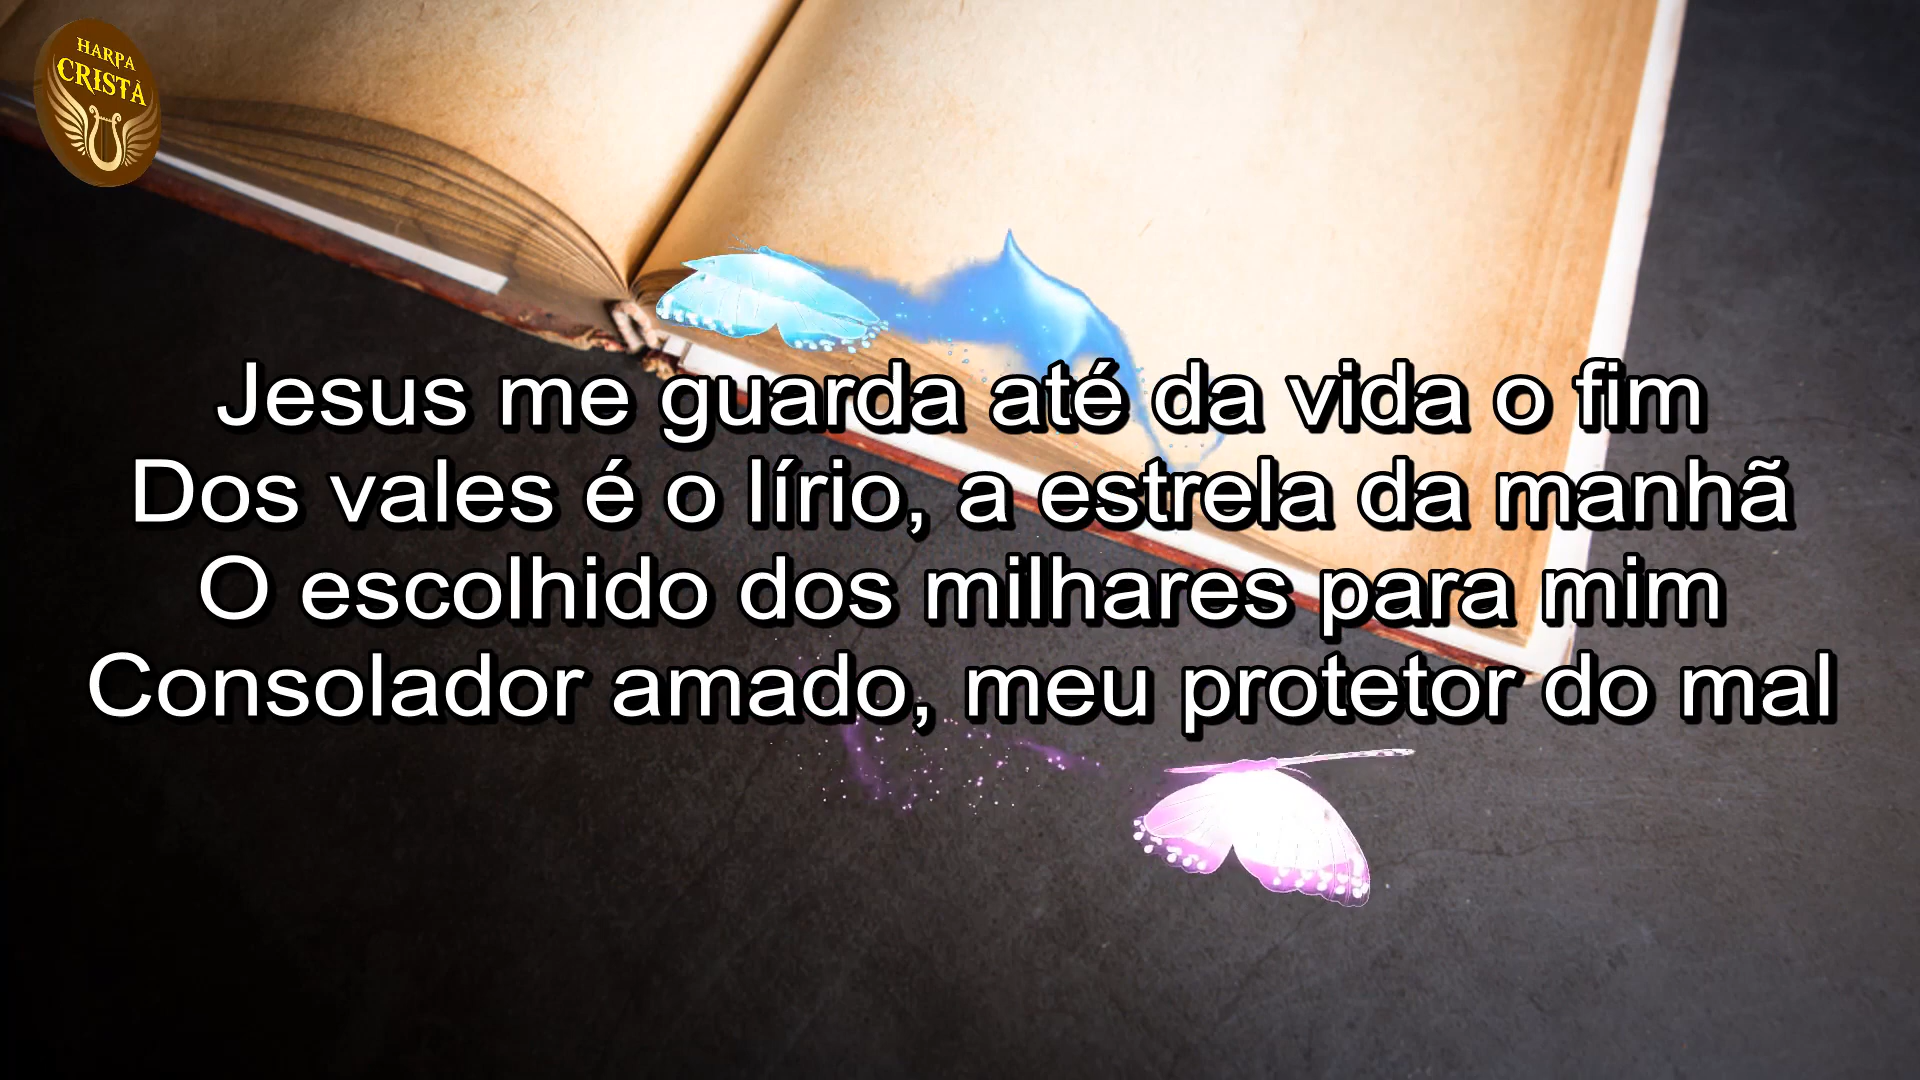 HARPA
CRISTÃ
Jesus me guarda até da vida o fim
Dos vales é o lírio, a estrela da manhã
O escolhido dos milhares para mim
Consolador amado, meu protetor do mal